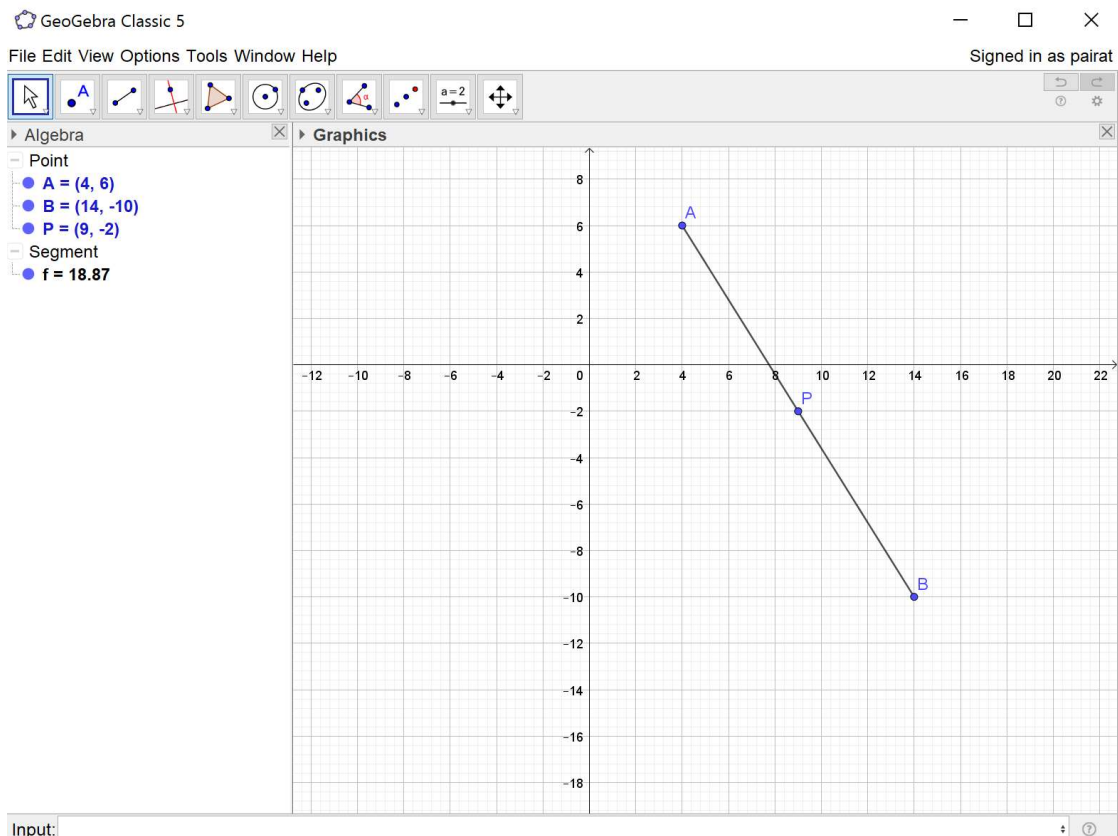 GeoGebra Classic 5
File Edit View Options Tools Window Help
Signed in as pairat
A
α
a=2
Algebra
Graphics
Point
A = (4, 6)
B = (14, -10)
P = (9, -2)
Segment
f = 18.87
8
6
4
2
−12 −10 −8 −6 −4 −2 0 2 4 6 8 10 12 14 16 18 20 22
−2
−4
−6
−8
−10
−12
−14
−16
−18
A
P
B
Input: